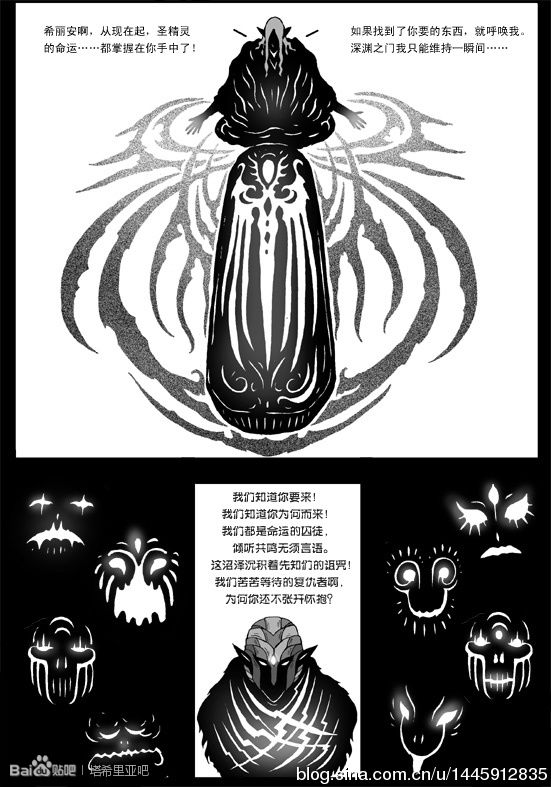 希丽安啊，从现在起，圣精灵
的命运……都掌握在你手中了！
如果找到了你要的东西，就呼唤我。
深渊之门我只能维持一瞬间……
我们知道你要来！
我们知道你为何而来！
我们都是命运的囚徒，
倾听共鸣无须言语。
这沼泽沉积着先知们的诅咒！
我们苦苦等待的复仇者啊，
为何你还不张开怀抱？
Bai度贴吧 | 塔希里亚吧
blog.sina.com.cn/u/1445912835